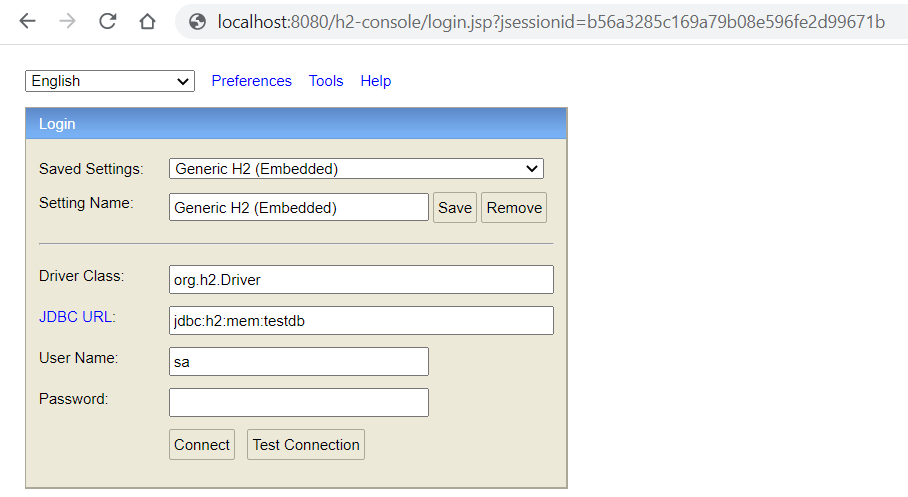 localhost:8080/h2-console/login.jsp?jsessionid=b56a3285c169a79b08e596fe2d99671b
English Preferences Tools Help
Login
Saved Settings: Generic H2 (Embedded)
Setting Name: Generic H2 (Embedded) Save Remove
Driver Class: org.h2.Driver
JDBC URL: jdbc:h2:mem:testdb
User Name: sa
Password:
Connect Test Connection